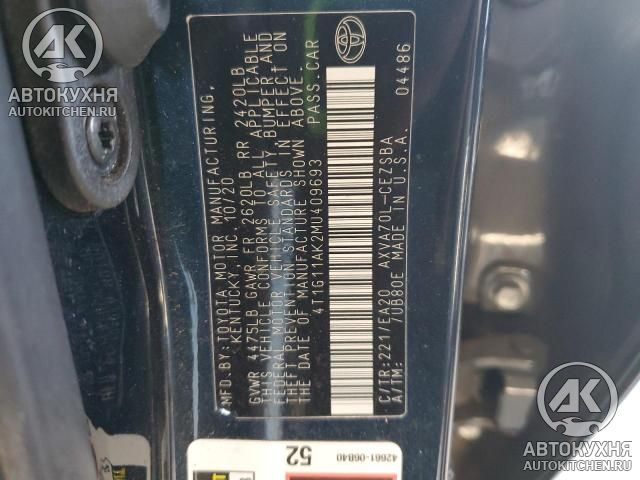 MFD.BY:TOYOTA MOTOR MANUFACTURING,
KENTUCKY, INC. 10/20
GVWR 4475LB GAWR FR 2620LB RR 2420LB
THIS VEHICLE CONFORMS TO ALL APPLICABLE
FEDERAL MOTOR VEHICLE SAFETY, BUMPER, AND
THEFT PREVENTION STANDARDS IN EFFECT ON
THE DATE OF MANUFACTURE SHOWN ABOVE.
4T1G11AK2MU409693 PASS.CAR
C/TR:221/EA20 AXVA70L-CEZSBA
A/TM: /UB80E MADE IN U.S.A.
04486
52
42661-06B40
АК
АВТОКУХНЯ
AUTOKITCHEN.SU
АК
АВТОКУХНЯ
AUTOKITCHEN.SU